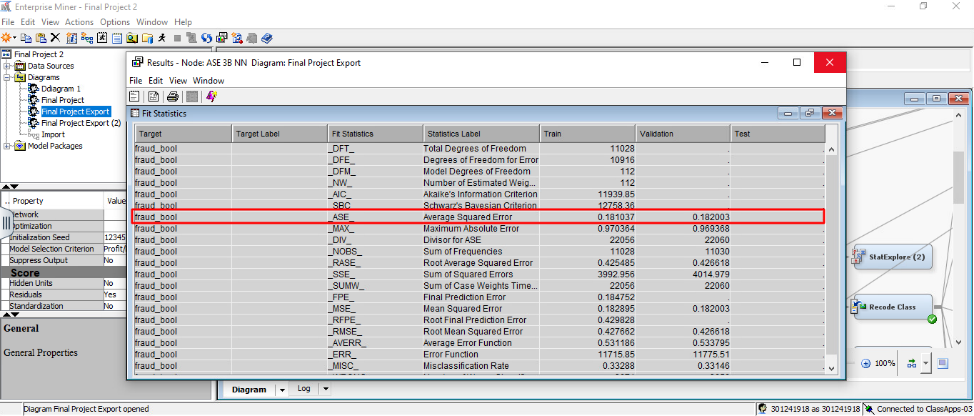 Enterprise Miner - Final Project 2
File Edit View Actions Options Window Help
Final Project 2
Data Sources
Diagrams
Ddiagram 1
Final Project
Final Project Export
Final Project Export (2)
Import
Model Packages
.. Property Value
Network
Optimization
Initialization Seed 12345
Model Selection Criterion Profit/
Suppress Output No
Score
Hidden Units No
Residuals Yes
Standardization No
General
General Properties
Results - Node: ASE 3B NN Diagram: Final Project Export
File Edit View Window
Fit Statistics
Target Target Label Fit Statistics Statistics Label Train Validation Test
fraud_bool _DFT_ Total Degrees of Freedom 11028 . .
fraud_bool _DFE_ Degrees of Freedom for Error 10916 . .
fraud_bool _DFM_ Model Degrees of Freedom 112 . .
fraud_bool _NW_ Number of Estimated Weig... 112 . .
fraud_bool _AIC_ Akaike's Information Criterion 11939.85 . .
fraud_bool _SBC_ Schwarz's Bayesian Criterion 12758.36 . .
fraud_bool _ASE_ Average Squared Error 0.181037 0.182003 .
fraud_bool _MAX_ Maximum Absolute Error 0.970364 0.969368 .
fraud_bool _DIV_ Divisor for ASE 22056 22060 .
fraud_bool _NOBS_ Sum of Frequencies 11028 11030 .
fraud_bool _RASE_ Root Average Squared Error 0.425485 0.426618 .
fraud_bool _SSE_ Sum of Squared Errors 3992.956 4014.979 .
fraud_bool _SUMW_ Sum of Case Weights Time... 22056 22060 .
fraud_bool _FPE_ Final Prediction Error 0.184752 . .
fraud_bool _MSE_ Mean Squared Error 0.182895 0.182003 .
fraud_bool _RFPE_ Root Final Prediction Error 0.429828 . .
fraud_bool _RMSE_ Root Mean Squared Error 0.427662 0.426618 .
fraud_bool _AVERR_ Average Error Function 0.531186 0.533795 .
fraud_bool _ERR_ Error Function 11715.85 11775.51 .
fraud_bool _MISC_ Misclassification Rate 0.33288 0.33146 .
StatExplore (2)
Recode Class
100%
Diagram Log
Diagram Final Project Export opened
301241918 as 301241918
Connected to ClassApps-03